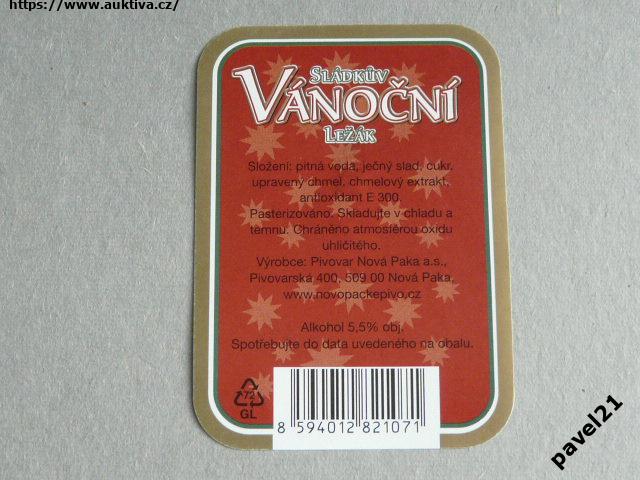 https://www.auktiva.cz/
Sládkův
Vánoční
Ležák
Složení: pitná voda, ječný slad, cukr,
upravený chmel, chmelový extrakt,
antioxidant E 300.
Pasterizováno. Skladujte v chladu a
temnu. Chráněno atmosférou oxidu
uhličitého.
Výrobce: Pivovar Nová Paka a.s.,
Pivovarská 400, 509 00 Nová Paka,
www.novopackepivo.cz
Alkohol 5,5% obj.
Spotřebujte do data uvedeného na obalu.
72
GL
8 594012 821071
pavel21